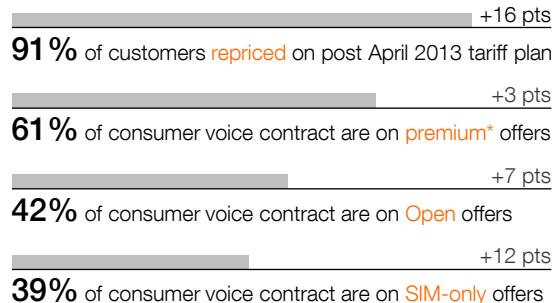 +16 pts
91% of customers repriced on post April 2013 tariff plan
+3 pts
61% of consumer voice contract are on premium* offers
+7 pts
42% of consumer voice contract are on Open offers
+12 pts
39% of consumer voice contract are on SIM-only offers